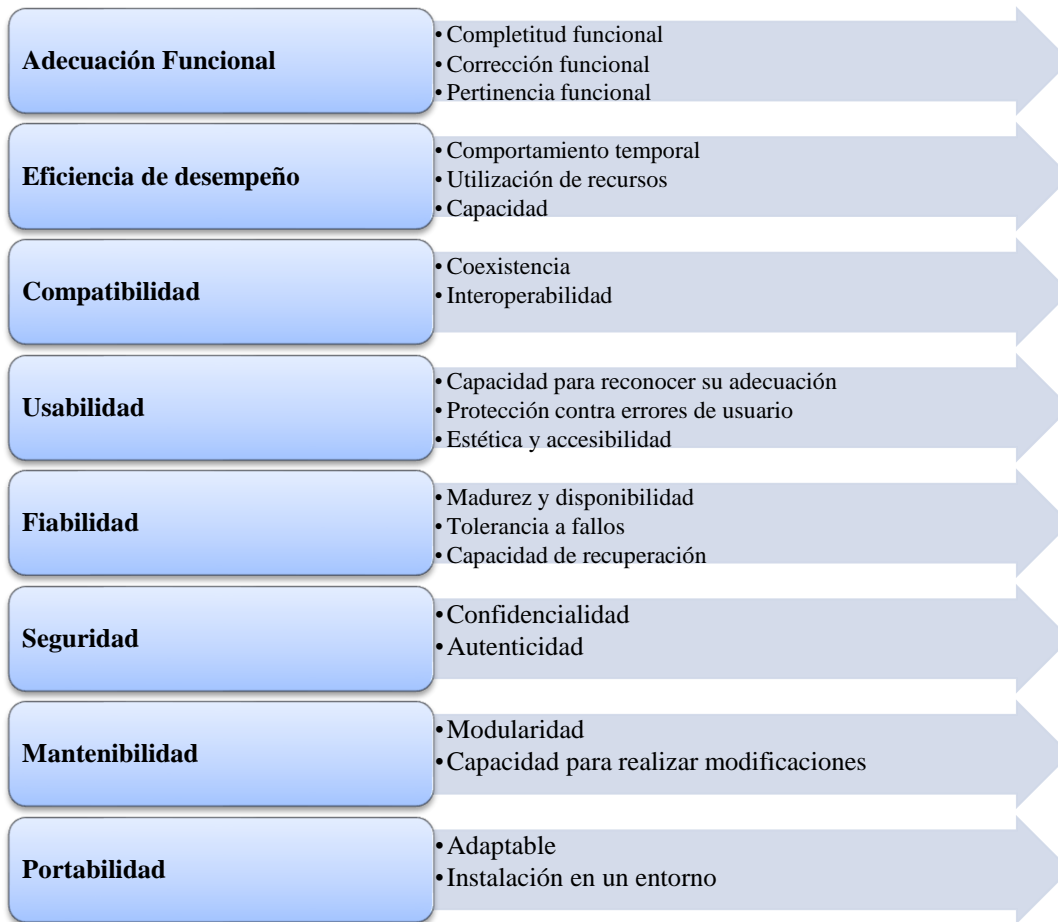 Adecuación Funcional
• Completitud funcional
• Corrección funcional
• Pertinencia funcional
Eficiencia de desempeño
• Comportamiento temporal
• Utilización de recursos
• Capacidad
Compatibilidad
• Coexistencia
• Interoperabilidad
Usabilidad
• Capacidad para reconocer su adecuación
• Protección contra errores de usuario
• Estética y accesibilidad
Fiabilidad
• Madurez y disponibilidad
• Tolerancia a fallos
• Capacidad de recuperación
Seguridad
• Confidencialidad
• Autenticidad
Mantenibilidad
• Modularidad
• Capacidad para realizar modificaciones
Portabilidad
• Adaptable
• Instalación en un entorno